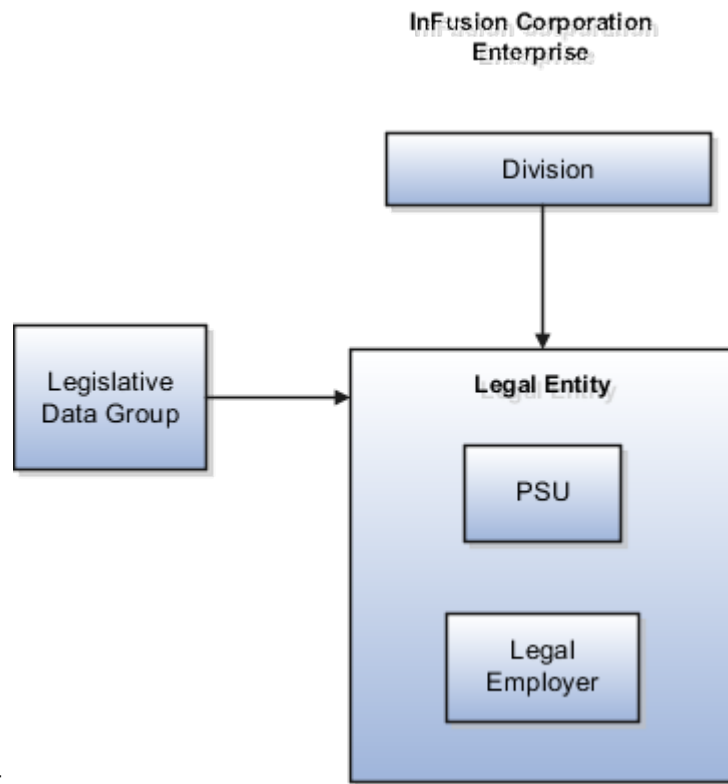 InFusion Corporation
Enterprise
Division
Legislative
Data Group
Legal Entity
PSU
Legal
Employer